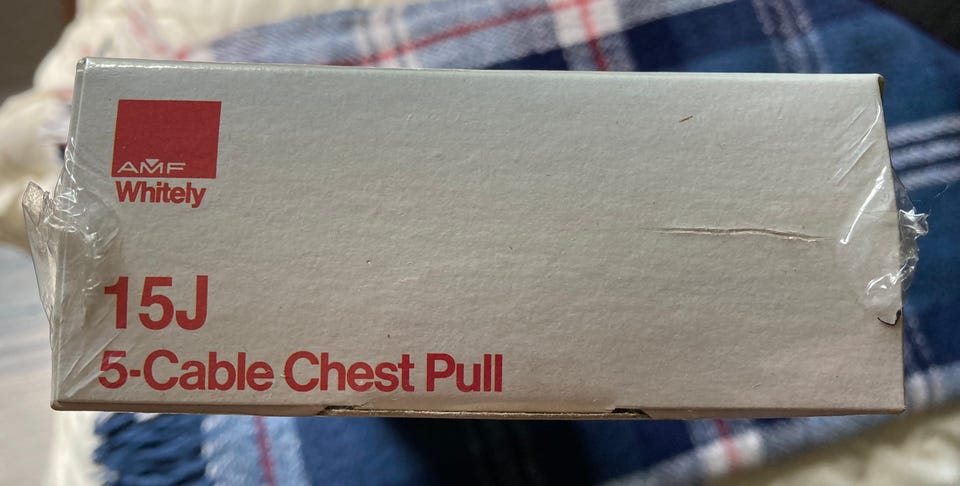 AMF
Whitely
15J
5-Cable Chest Pull